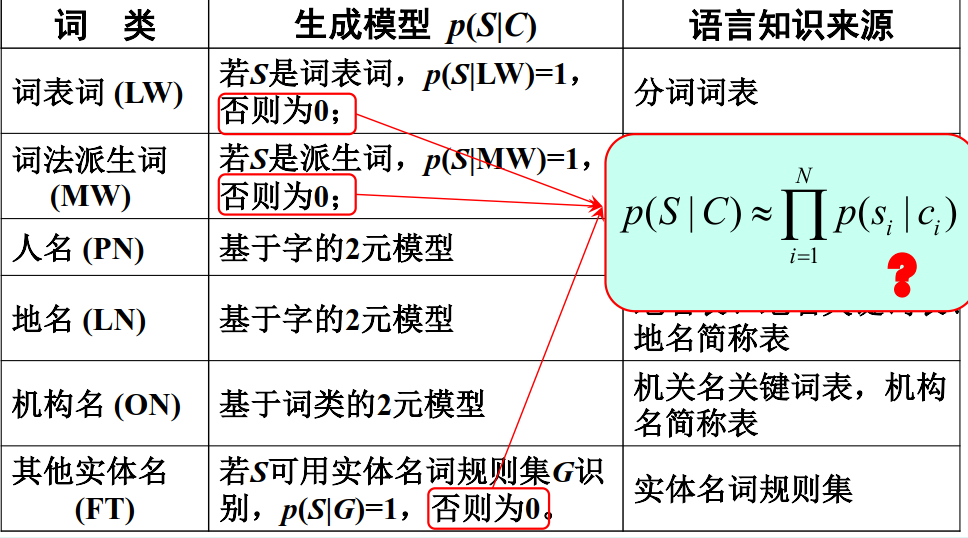 词 类
生成模型 p(S|C)
语言知识来源
词表词 (LW)
若S是词表词，p(S|LW)=1，
否则为0；
分词词表
词法派生词
(MW)
若S是派生词，p(S|MW)=1，
否则为0；
p(S | C) ≈ ∏_{i=1}^{N} p(s_i | c_i)
?
人名 (PN)
基于字的2元模型
地名 (LN)
基于字的2元模型
地名简称表
机构名 (ON)
基于词类的2元模型
机关名关键词表，机构
名简称表
其他实体名
(FT)
若S可用实体名词规则集G识
别，p(S|G)=1，否则为0。
实体名词规则集